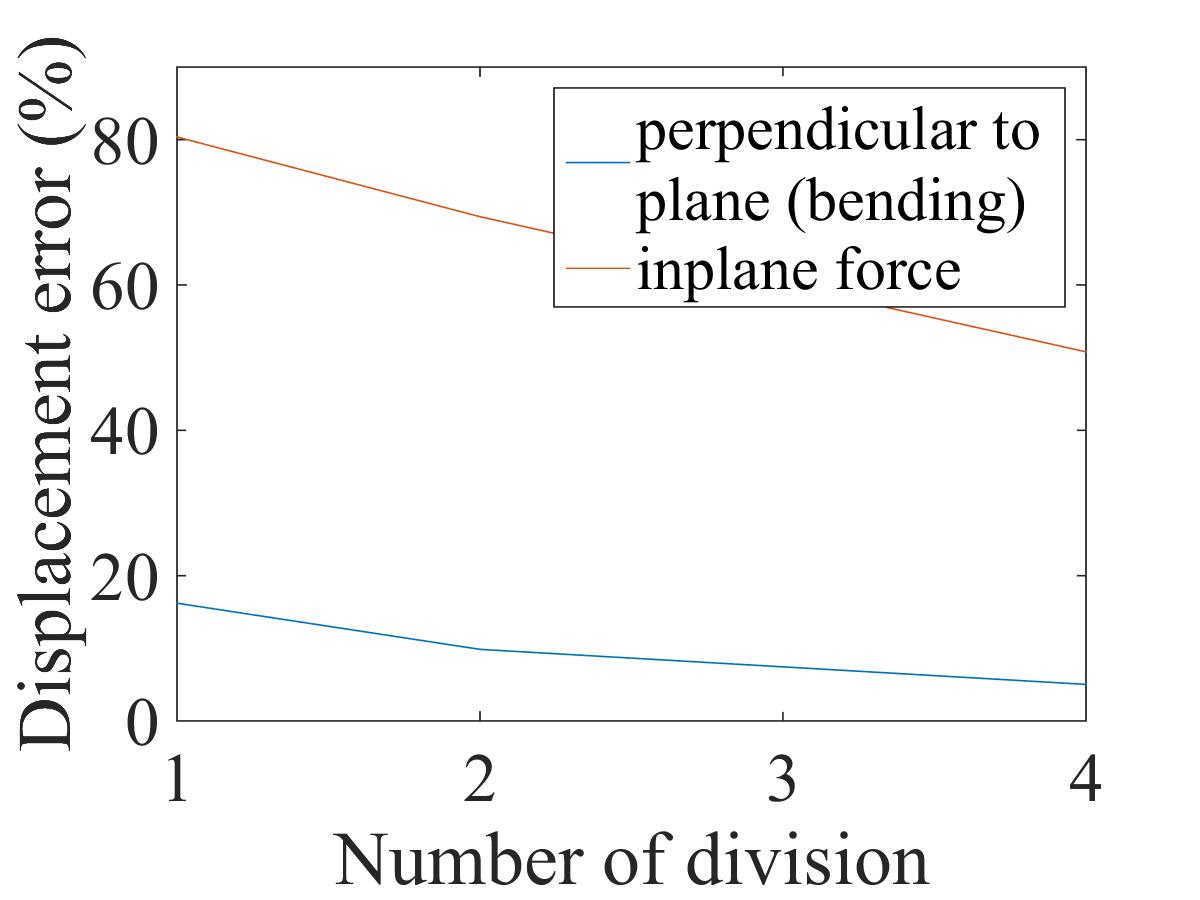 Displacement error (%)
80
60
40
20
0
perpendicular to
plane (bending)
inplane force
1 2 3 4
Number of division